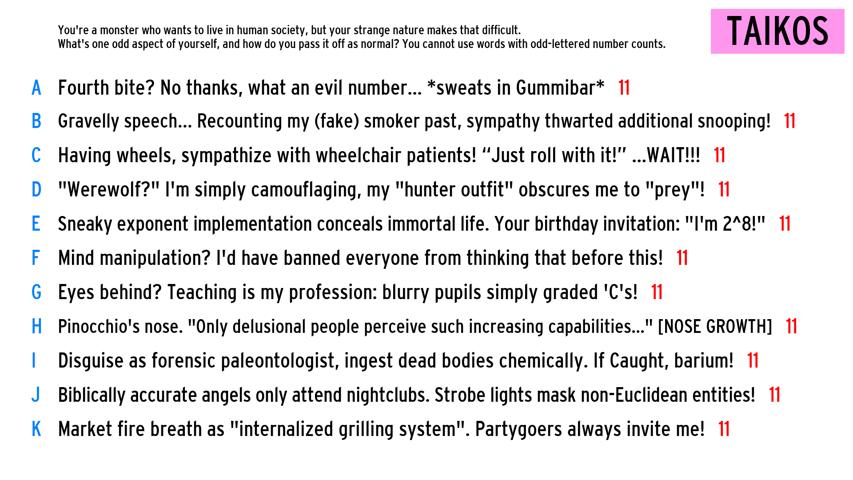 You're a monster who wants to live in human society, but your strange nature makes that difficult.
What's one odd aspect of yourself, and how do you pass it off as normal? You cannot use words with odd-lettered number counts.
TAIKOS
A Fourth bite? No thanks, what an evil number... *sweats in Gummibar* 11
B Gravelly speech... Recounting my (fake) smoker past, sympathy thwarted additional snooping! 11
C Having wheels, sympathize with wheelchair patients! “Just roll with it!” ...WAIT!!! 11
D "Werewolf?" I'm simply camouflaging, my "hunter outfit" obscures me to "prey"! 11
E Sneaky exponent implementation conceals immortal life. Your birthday invitation: "I'm 2^8!" 11
F Mind manipulation? I'd have banned everyone from thinking that before this! 11
G Eyes behind? Teaching is my profession: blurry pupils simply graded 'C's! 11
H Pinocchio's nose. "Only delusional people perceive such increasing capabilities..." [NOSE GROWTH] 11
I Disguise as forensic paleontologist, ingest dead bodies chemically. If Caught, barium! 11
J Biblically accurate angels only attend nightclubs. Strobe lights mask non-Euclidean entities! 11
K Market fire breath as "internalized grilling system". Partygoers always invite me! 11